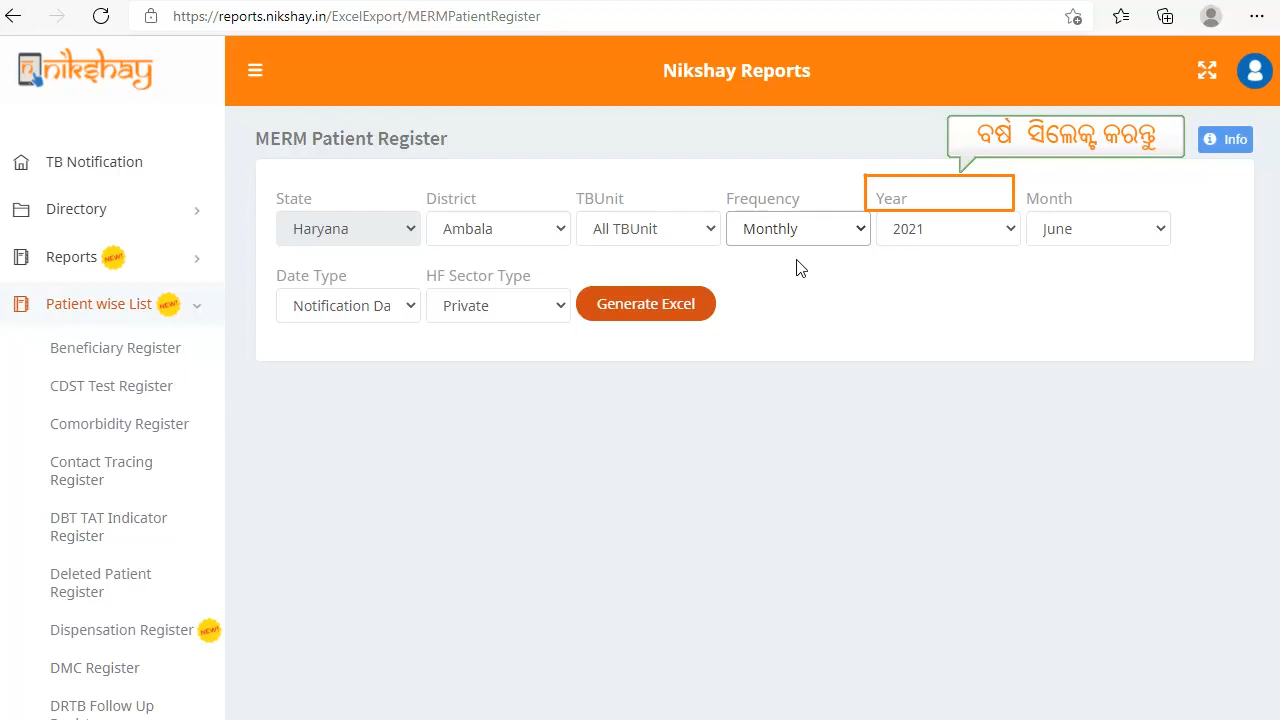 https://reports.nikshay.in/ExcelExport/MERMPatientRegister
nikshay
Nikshay Reports
MERM Patient Register
ବର୍ଷ ସିଲେକ୍ଟ କରନ୍ତୁ
Info
State District TBUnit Frequency Year Month
Haryana Ambala All TBUnit Monthly 2021 June
Date Type HF Sector Type
Notification Da Private Generate Excel
TB Notification
Directory
Reports NEW!
Patient wise List NEW!
Beneficiary Register
CDST Test Register
Comorbidity Register
Contact Tracing
Register
DBT TAT Indicator
Register
Deleted Patient
Register
Dispensation Register NEW!
DMC Register
DRTB Follow Up